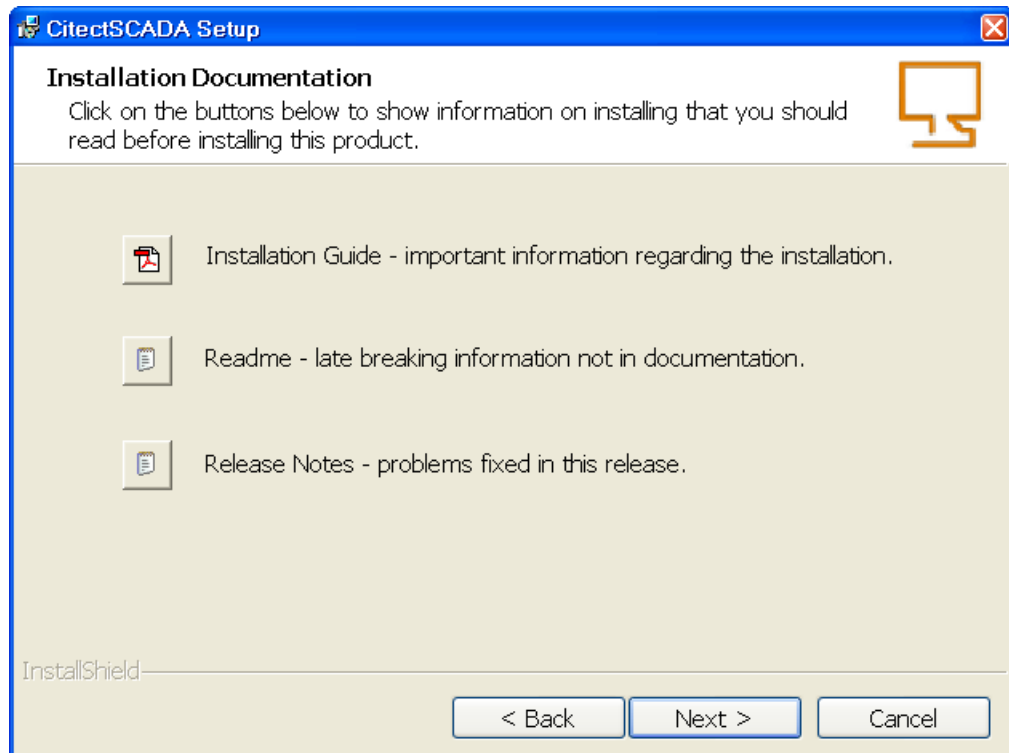 CitectSCADA Setup
Installation Documentation
Click on the buttons below to show information on installing that you should
read before installing this product.
Installation Guide - important information regarding the installation.
Readme - late breaking information not in documentation.
Release Notes - problems fixed in this release.
InstallShield
< Back
Next >
Cancel